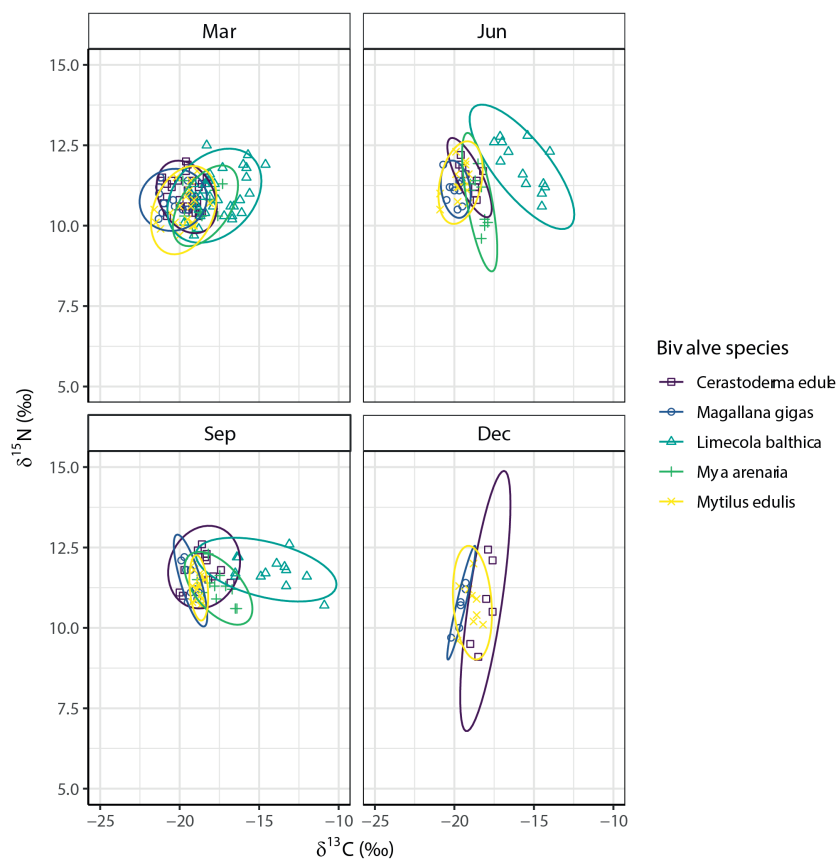 Mar
Jun
15.0
12.5
10.0
7.5
5.0
Sep
Dec
15.0
12.5
10.0
7.5
5.0
−25
−20
−15
−10
−25
−20
−15
−10
δ15N (‰)
δ13C (‰)
Bivalve species
Cerastoderma edule
Magallana gigas
Limecola balthica
Mya arenaria
Mytilus edulis